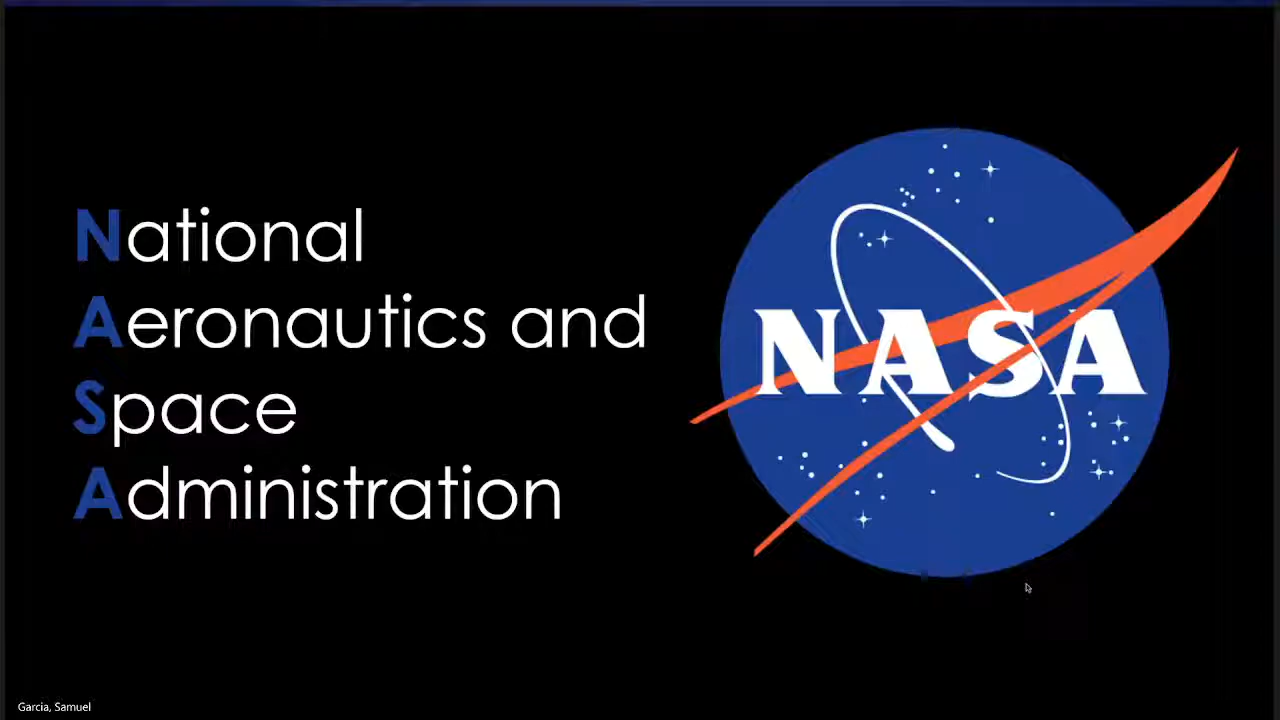 National
Aeronautics and
Space
Administration
NASA
Garcia, Samuel